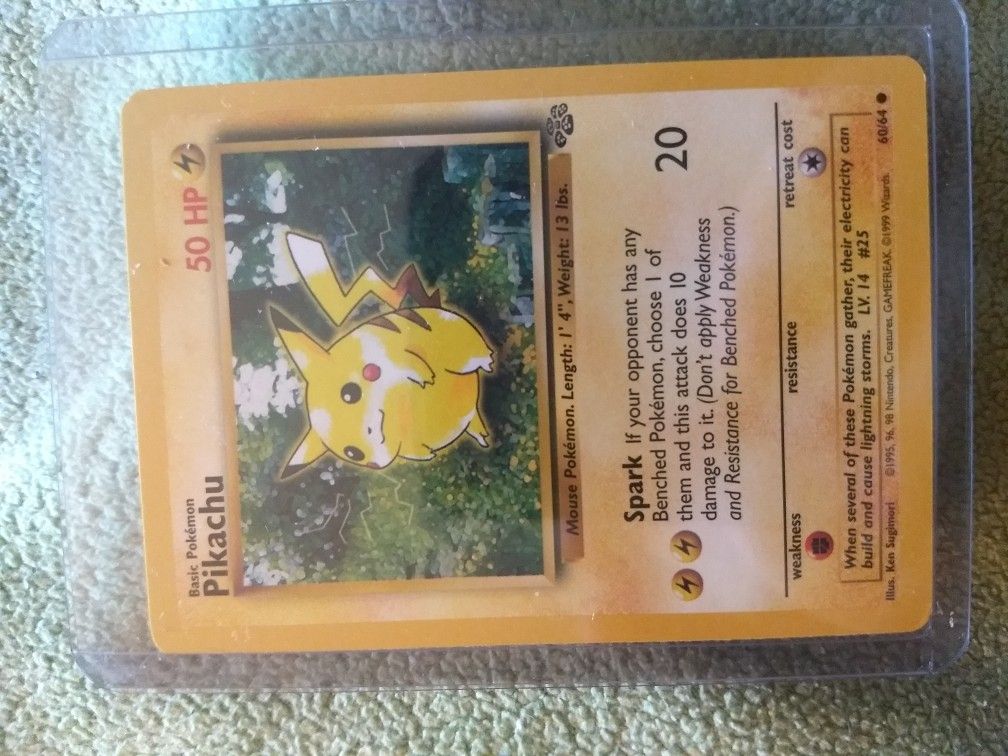 Basic Pokémon
Pikachu 50 HP
Mouse Pokémon. Length: 1' 4", Weight: 13 lbs.
Spark If your opponent has any
Benched Pokémon, choose 1 of
them and this attack does 10
damage to it. (Don't apply Weakness
and Resistance for Benched Pokémon.)
20
weakness resistance retreat cost
When several of these Pokémon gather, their electricity can
build and cause lightning storms. LV. 14 #25
Illus. Ken Sugimori ©1995, 96, 98 Nintendo, Creatures, GAMEFREAK. ©1999 Wizards. 60/64